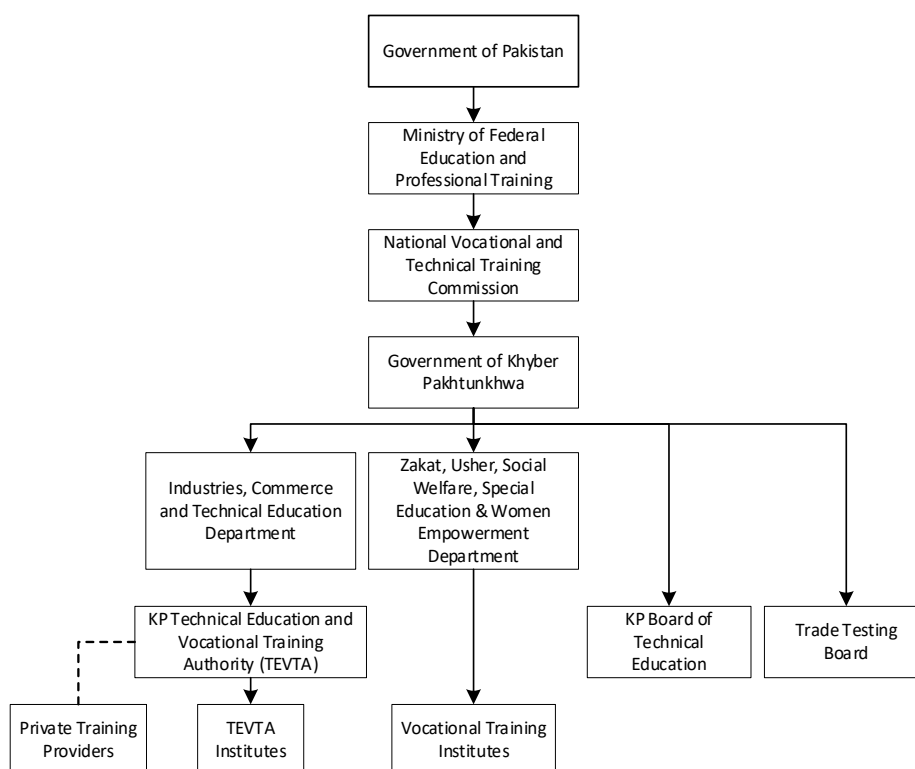 Government of Pakistan
Ministry of Federal
Education and
Professional Training
National Vocational and
Technical Training
Commission
Government of Khyber
Pakhtunkhwa
Industries, Commerce
and Technical Education
Department
Zakat, Usher, Social
Welfare, Special
Education & Women
Empowerment
Department
KP Technical Education and
Vocational Training
Authority (TEVTA)
KP Board of
Technical
Education
Trade Testing
Board
Private Training
Providers
TEVTA
Institutes
Vocational Training
Institutes